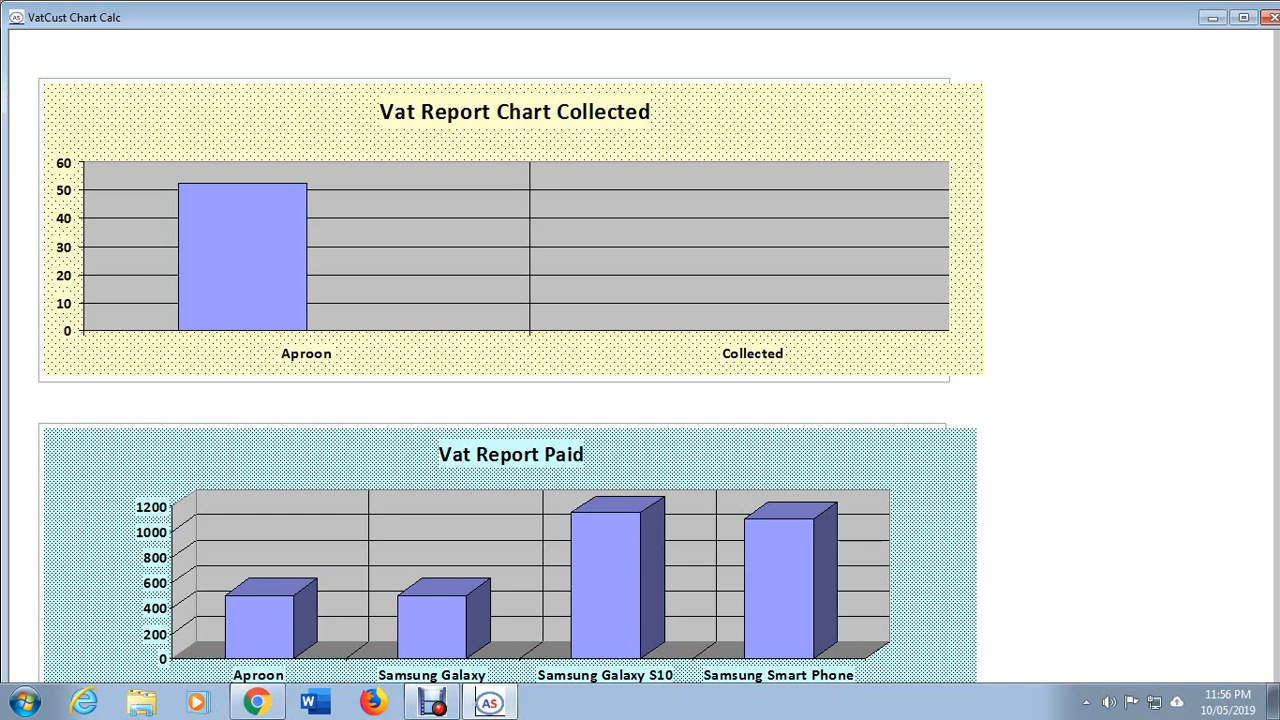 AS VatCust Chart Calc
Vat Report Chart Collected
60
50
40
30
20
10
0
Aproon Collected
Vat Report Paid
1200
1000
800
600
400
200
0
Aproon Samsung Galaxy Samsung Galaxy S10 Samsung Smart Phone
W AS
11:56 PM
10/05/2019